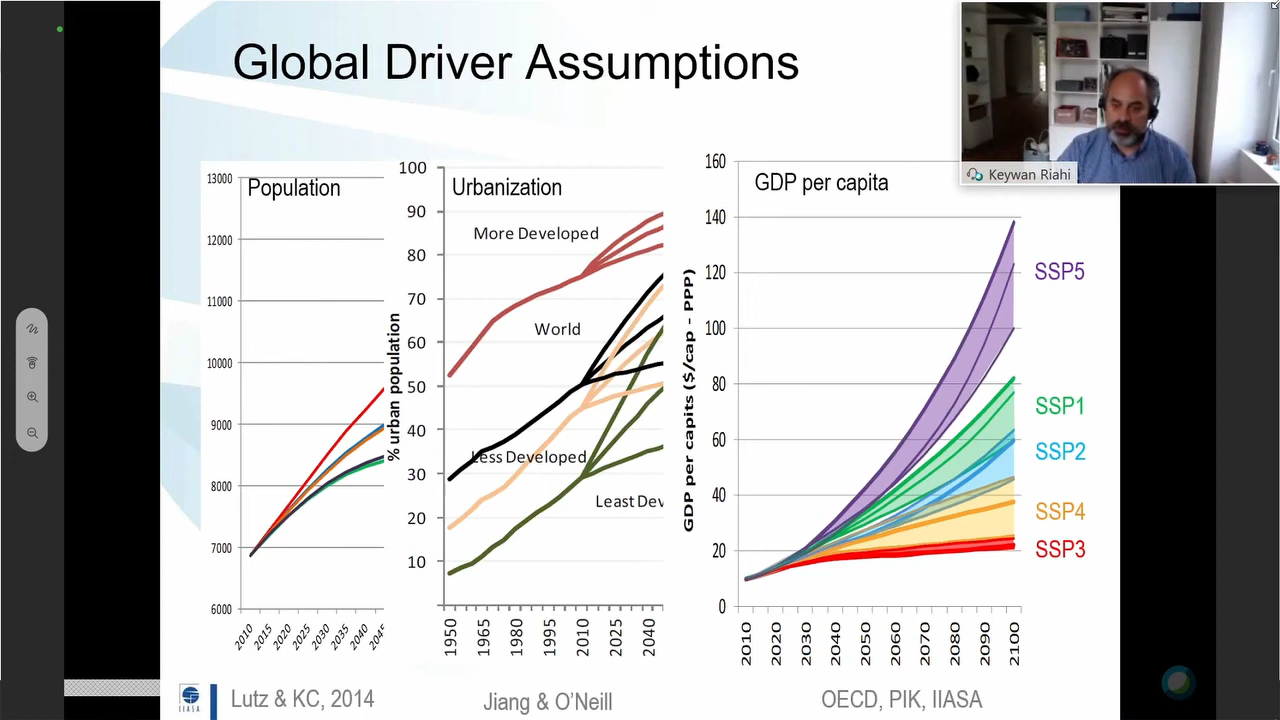 Global Driver Assumptions
Keywan Riahi
Population
13000
12000
11000
10000
9000
8000
7000
6000
2010
2015
2020
2025
2030
2035
2040
2045
Lutz & KC, 2014
Urbanization
% urban population
100
90
80
70
60
50
40
30
20
10
More Developed
World
Less Developed
Least Dev
1950
1965
1980
1995
2010
2025
2040
Jiang & O'Neill
GDP per capita
GDP per capits ($/cap - PPP)
160
140
120
100
80
60
40
20
0
SSP5
SSP1
SSP2
SSP4
SSP3
2010
2020
2030
2040
2050
2060
2070
2080
2090
2100
OECD, PIK, IIASA
IIASA